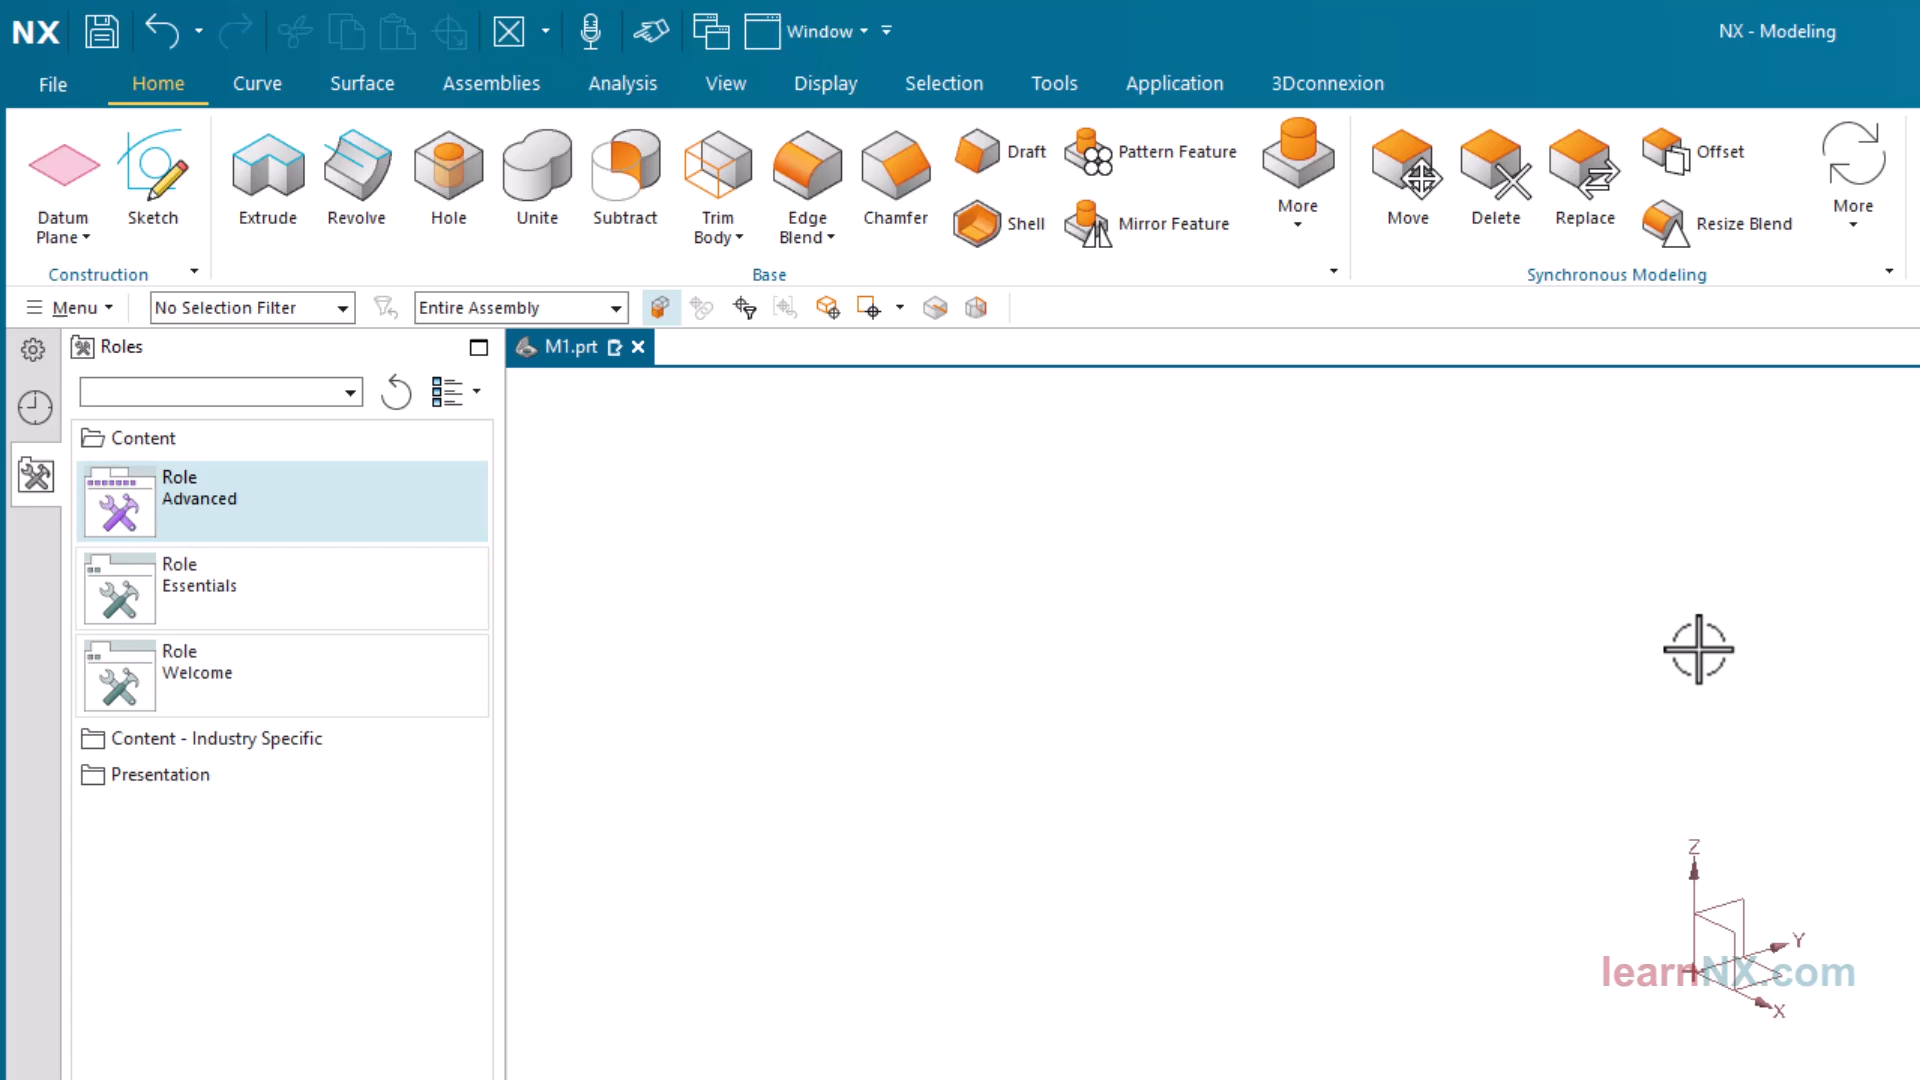 NX
Window
NX - Modeling
File
Home
Curve
Surface
Assemblies
Analysis
View
Display
Selection
Tools
Application
3Dconnexion
Datum
Plane
Sketch
Extrude
Revolve
Hole
Unite
Subtract
Trim
Body
Edge
Blend
Chamfer
Draft
Shell
Pattern Feature
Mirror Feature
More
Move
Delete
Replace
Offset
Resize Blend
More
Construction
Base
Synchronous Modeling
Menu
No Selection Filter
Entire Assembly
Roles
M1.prt
Content
Role
Advanced
Role
Essentials
Role
Welcome
Content - Industry Specific
Presentation
Z
Y
X
learnNX.com